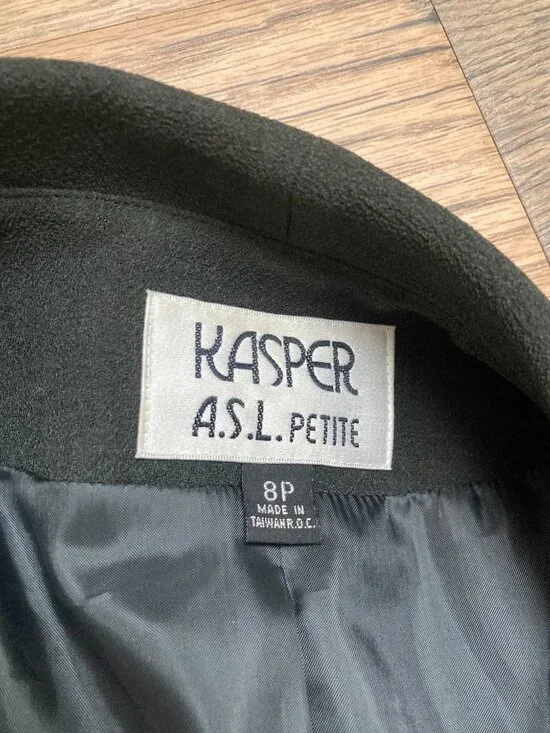 KASPER
A.S.L. PETITE
8P
MADE IN
TAIWAN R.O.C.